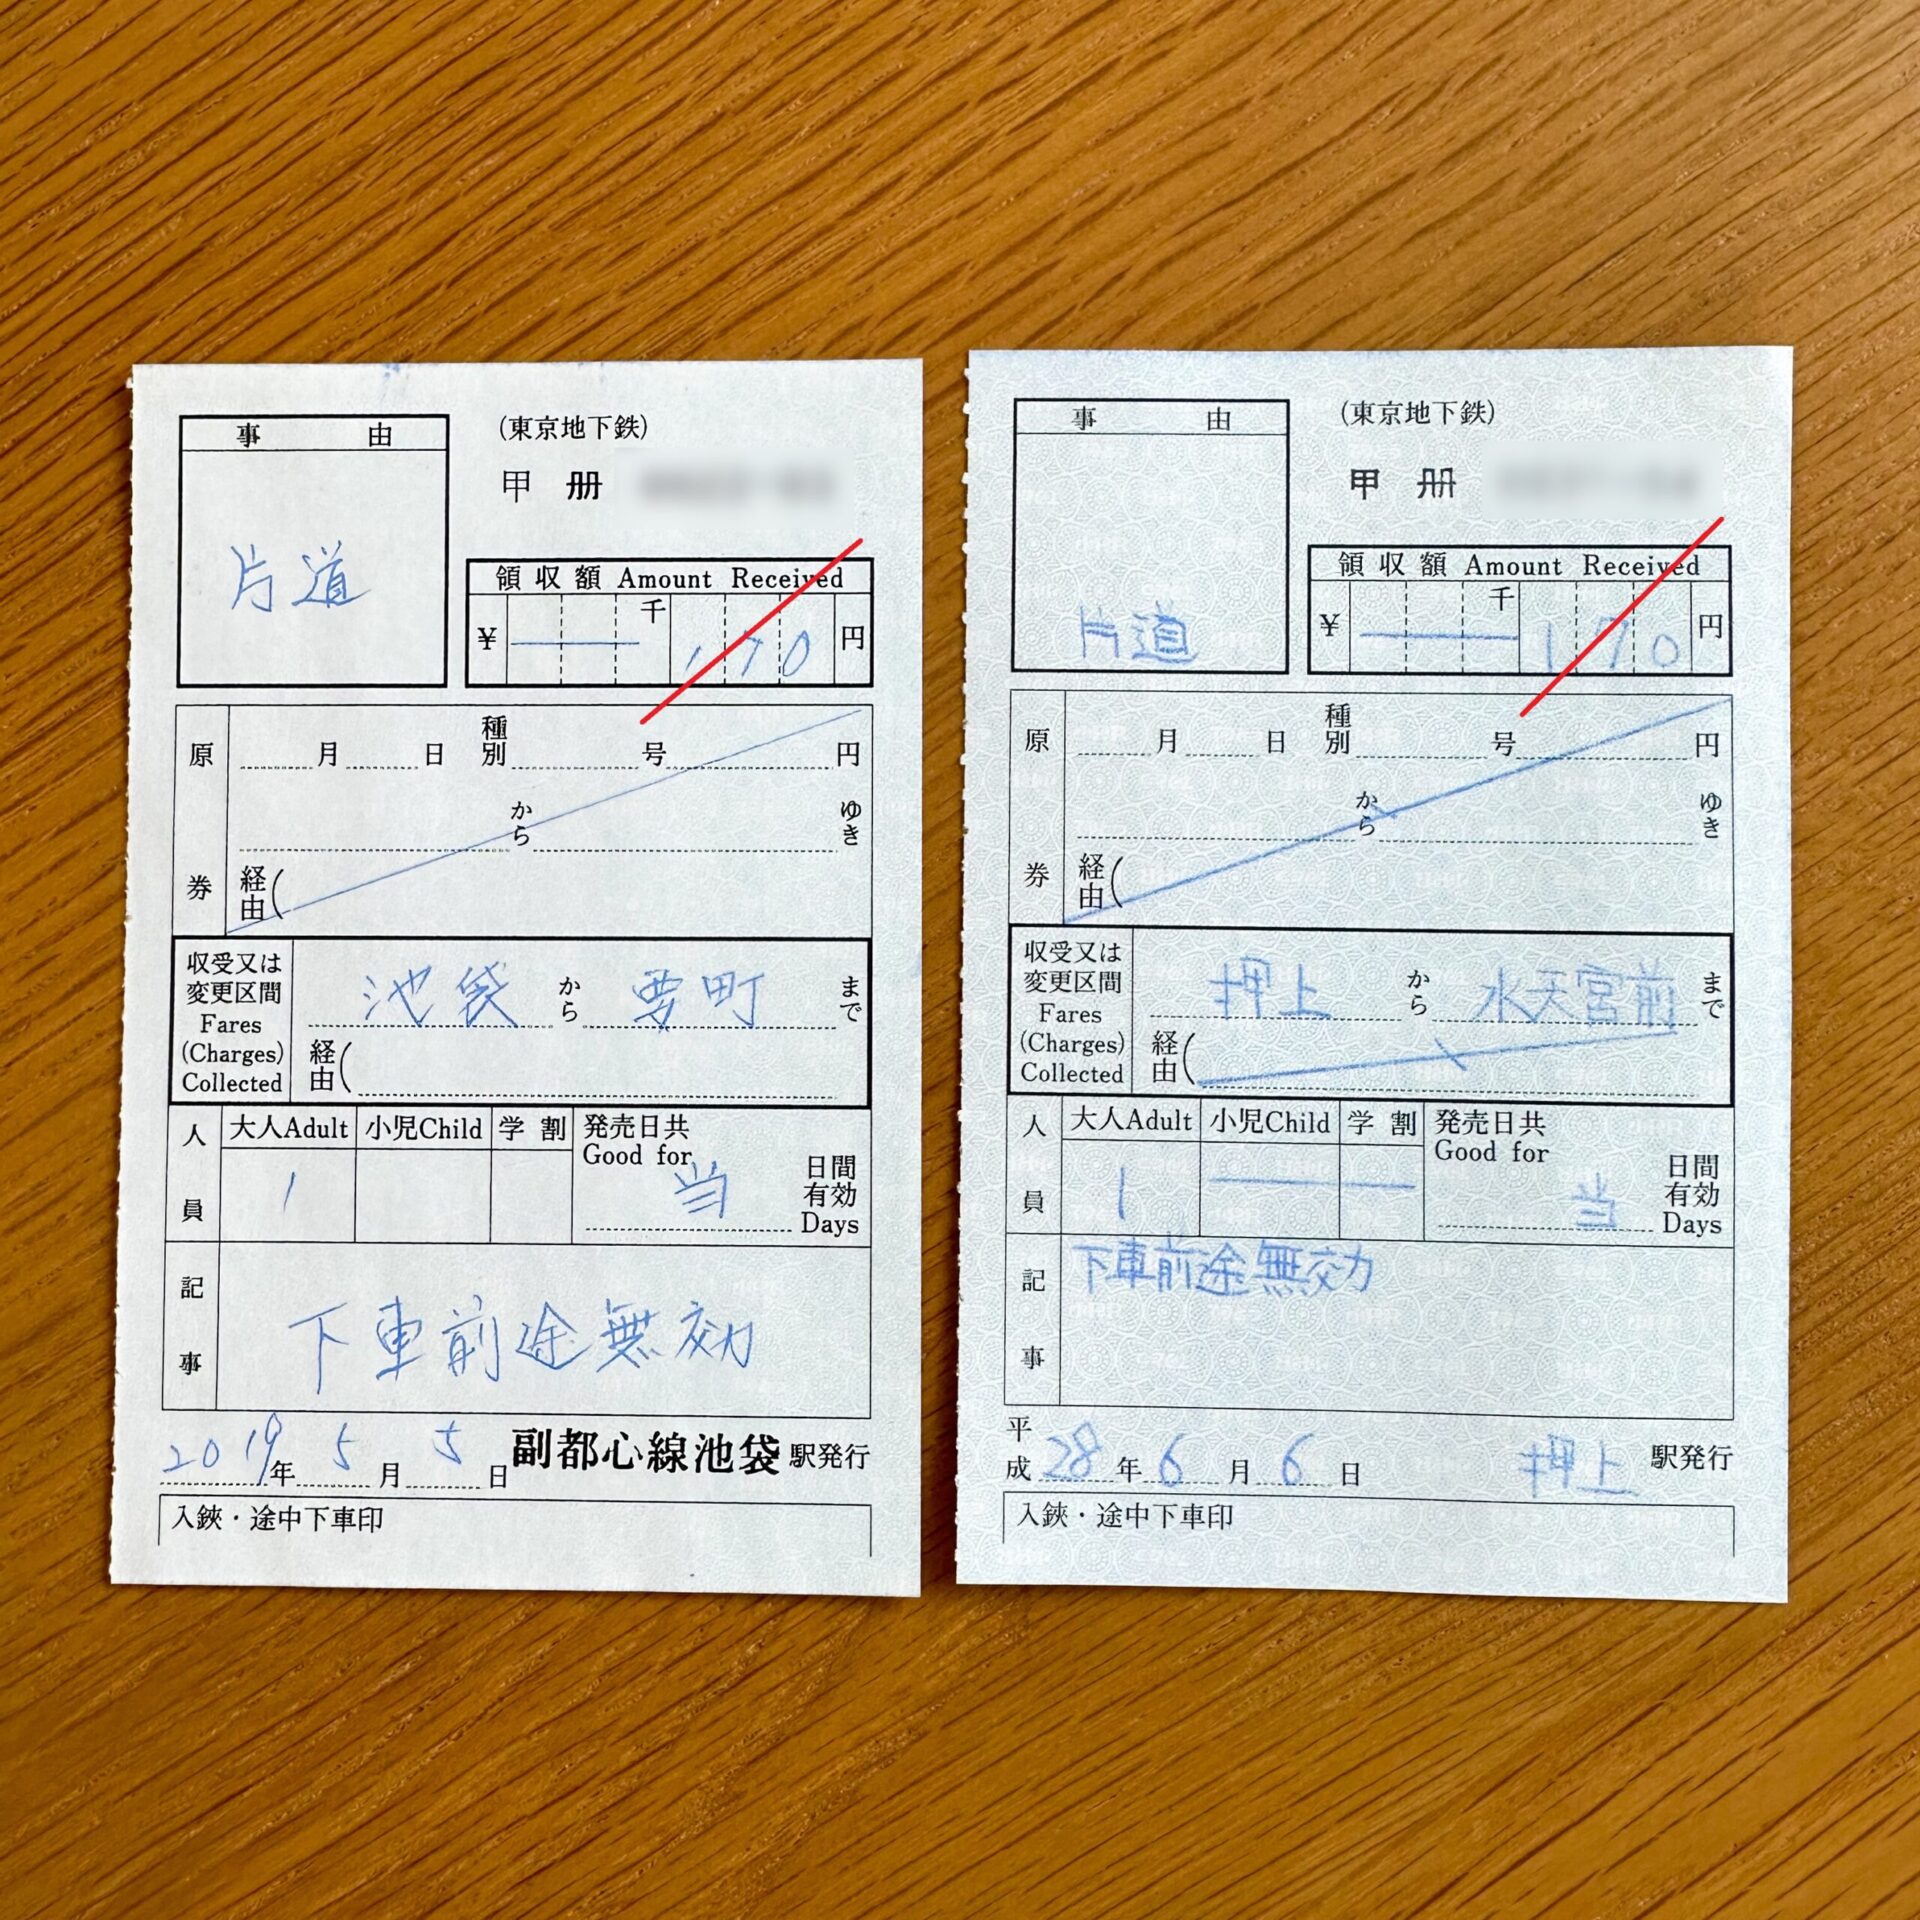 事由
(東京地下鉄)
甲 册
片道
領収額 Amount Received
千
¥ 170 円
原券
月 日 種別 号 円
から ゆき
経由(
収受又は
変更区間
Fares
(Charges)
Collected
池袋 から 要町 まで
経由(
人員
大人Adult 小児Child 学割
1
発売日共
Good for
当
日間
有効
Days
記事
下車前途無効
2019年 5月 5日 副都心線池袋 駅発行
入鋏・途中下車印
事由
(東京地下鉄)
甲 册
片道
領収額 Amount Received
千
¥ 170 円
原券
月 日 種別 号 円
から ゆき
経由(
収受又は
変更区間
Fares
(Charges)
Collected
押上 から 水天宮前 まで
経由(
人員
大人Adult 小児Child 学割
1
発売日共
Good for
当
日間
有効
Days
記事
下車前途無効
平成28年 6月 6日 押上 駅発行
入鋏・途中下車印